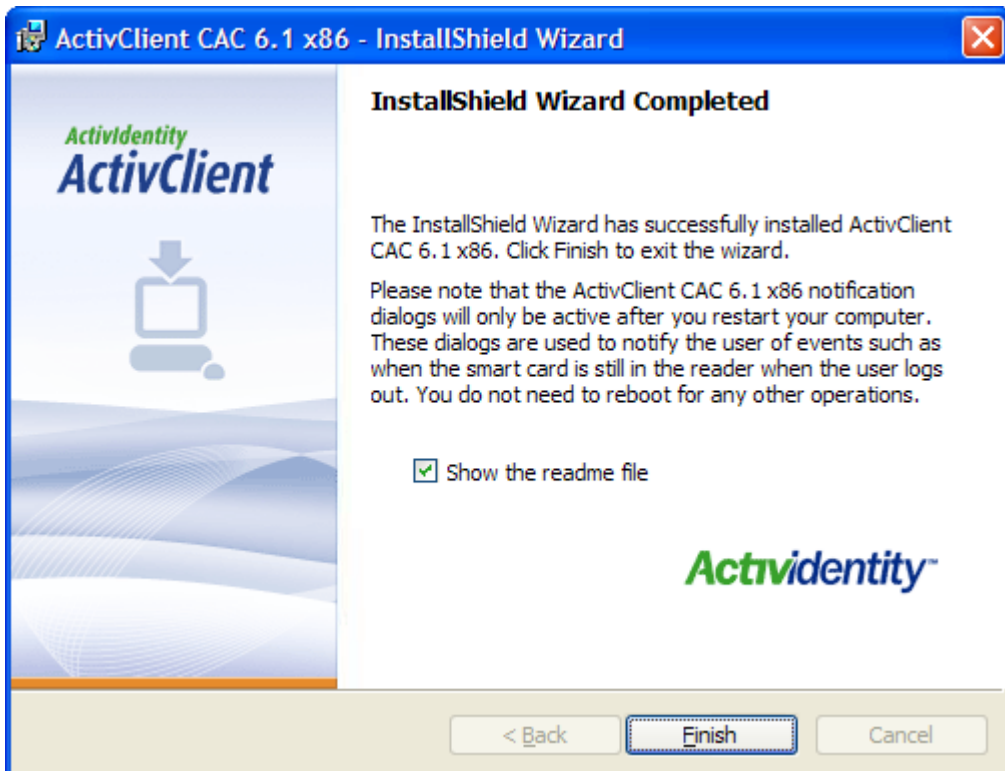 ActivClient CAC 6.1 x86 - InstallShield Wizard
ActivIdentity
ActivClient
InstallShield Wizard Completed
The InstallShield Wizard has successfully installed ActivClient
CAC 6.1 x86. Click Finish to exit the wizard.
Please note that the ActivClient CAC 6.1 x86 notification
dialogs will only be active after you restart your computer.
These dialogs are used to notify the user of events such as
when the smart card is still in the reader when the user logs
out. You do not need to reboot for any other operations.
Show the readme file
ActivIdentity™
< Back
Finish
Cancel